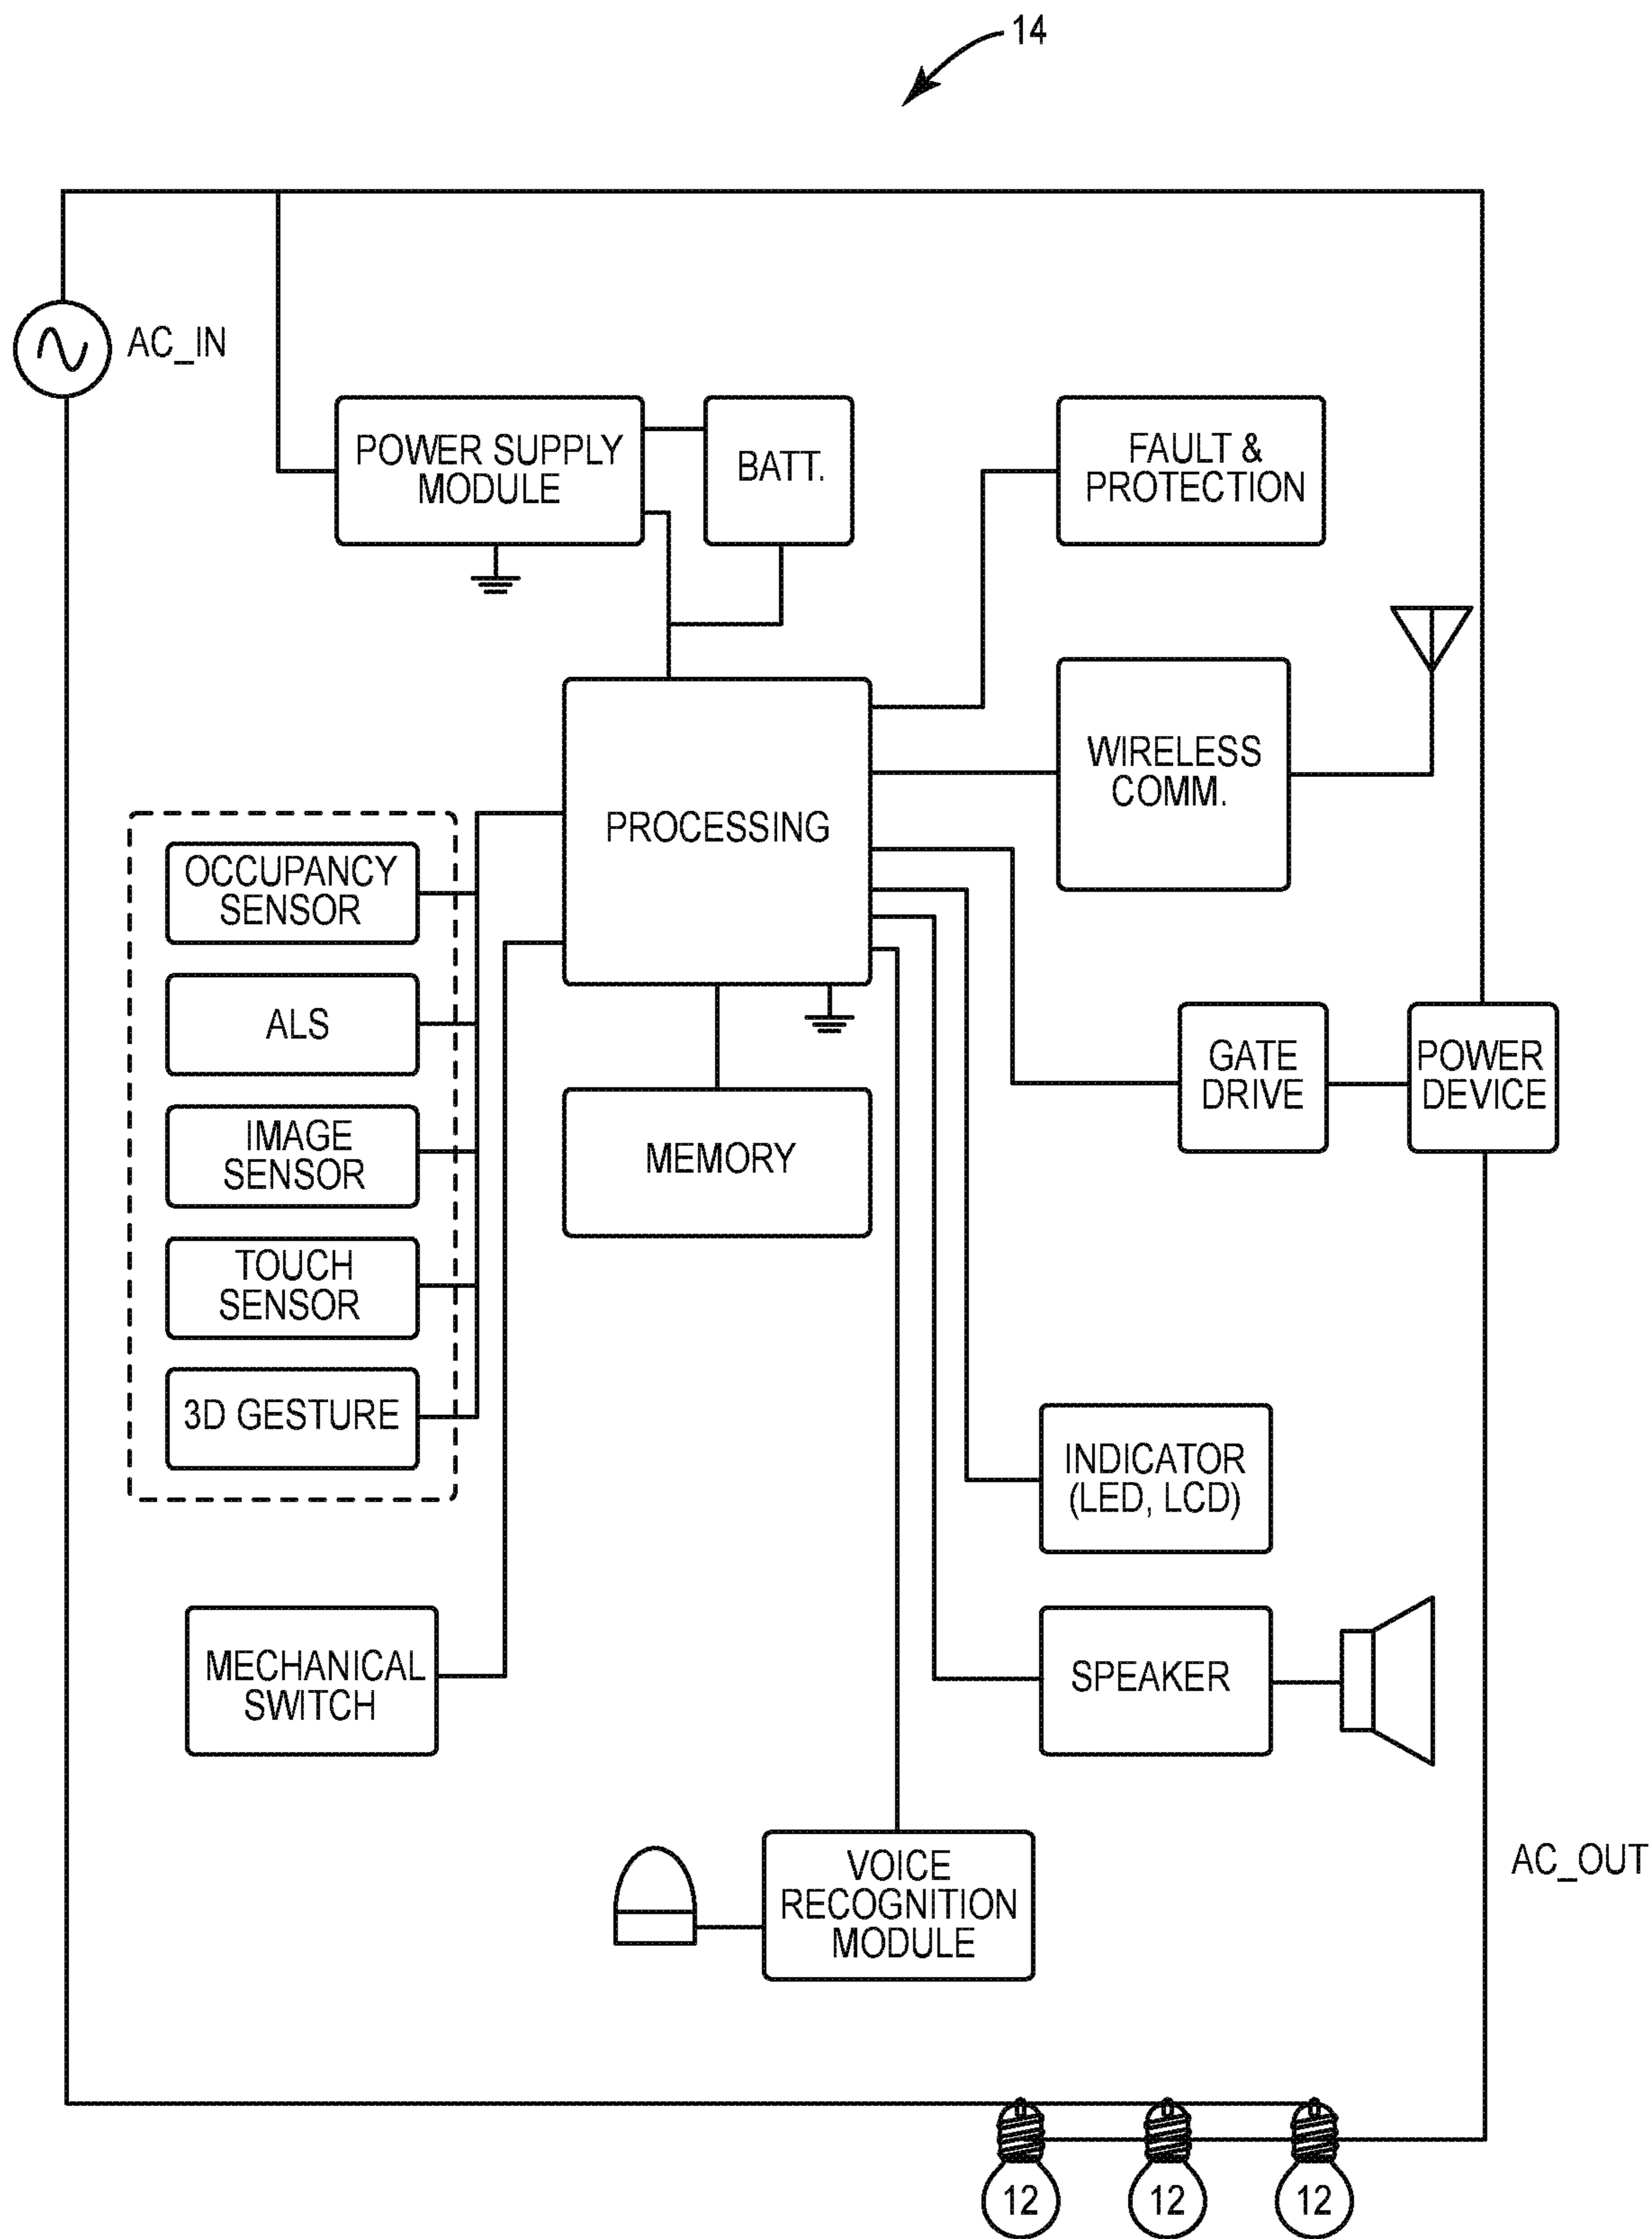 14
AC_IN
POWER SUPPLY
MODULE
BATT.
FAULT &
PROTECTION
WIRELESS
COMM.
PROCESSING
OCCUPANCY
SENSOR
ALS
IMAGE
SENSOR
TOUCH
SENSOR
3D GESTURE
MEMORY
GATE
DRIVE
POWER
DEVICE
INDICATOR
(LED, LCD)
MECHANICAL
SWITCH
SPEAKER
VOICE
RECOGNITION
MODULE
AC_OUT
12
12
12